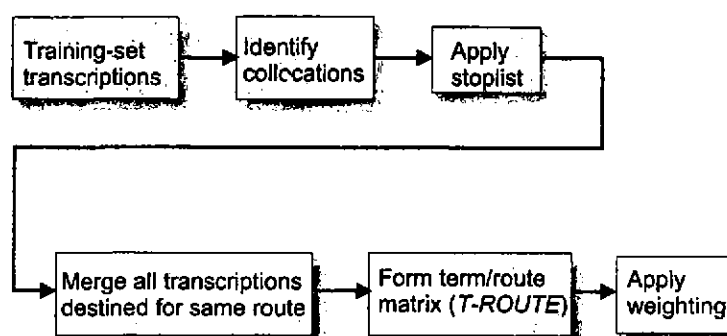 Training-set
transcriptions
Identify
collocations
Apply
stoplist
Merge all transcriptions
destined for same route
Form term/route
matrix (T-ROUTE)
Apply
weighting